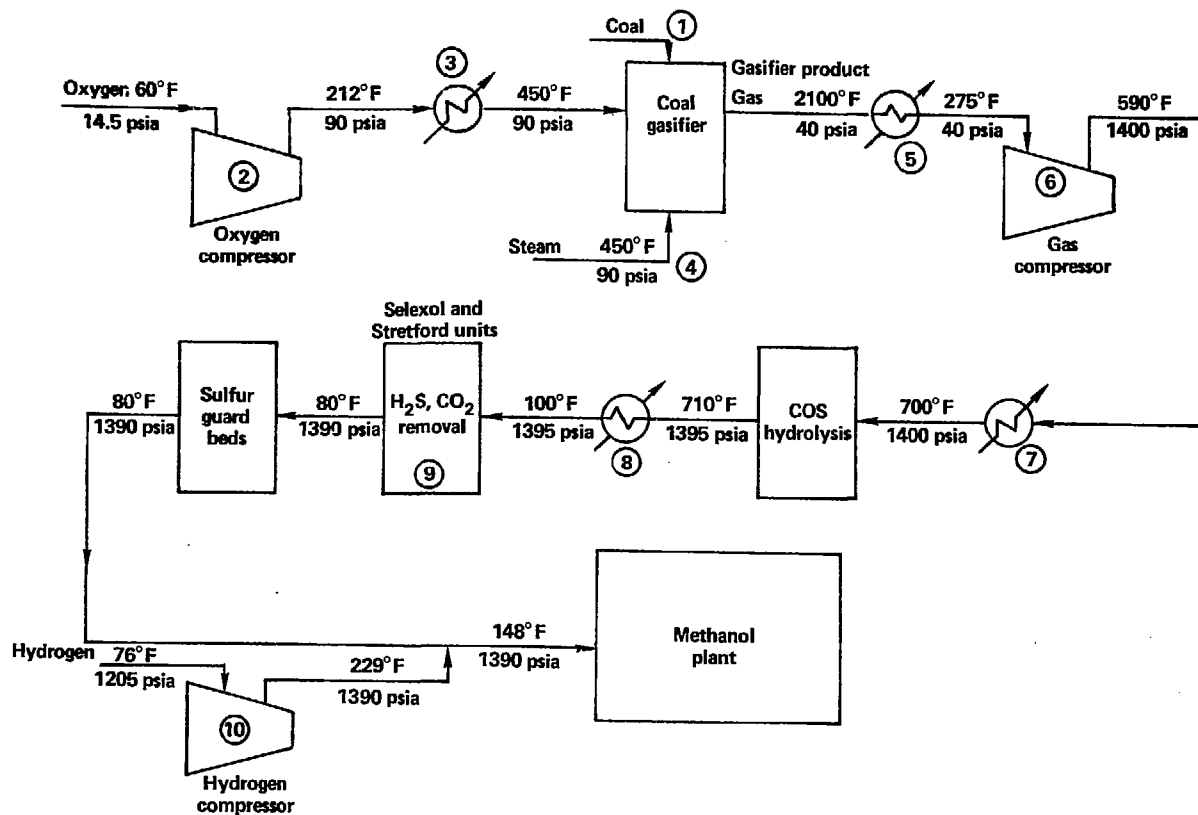 Coal
1
Oxygen 60°F
14.5 psia
2
Oxygen
compressor
212°F
90 psia
3
450°F
90 psia
Coal
gasifier
Steam
450°F
90 psia
4
Gasifier product
Gas
2100°F
40 psia
5
275°F
40 psia
6
Gas
compressor
590°F
1400 psia
7
700°F
1400 psia
COS
hydrolysis
710°F
1395 psia
8
100°F
1395 psia
Selexol and
Stretford units
H₂S, CO₂
removal
9
80°F
1390 psia
Sulfur
guard
beds
80°F
1390 psia
Hydrogen
76°F
1205 psia
10
Hydrogen
compressor
229°F
1390 psia
148°F
1390 psia
Methanol
plant